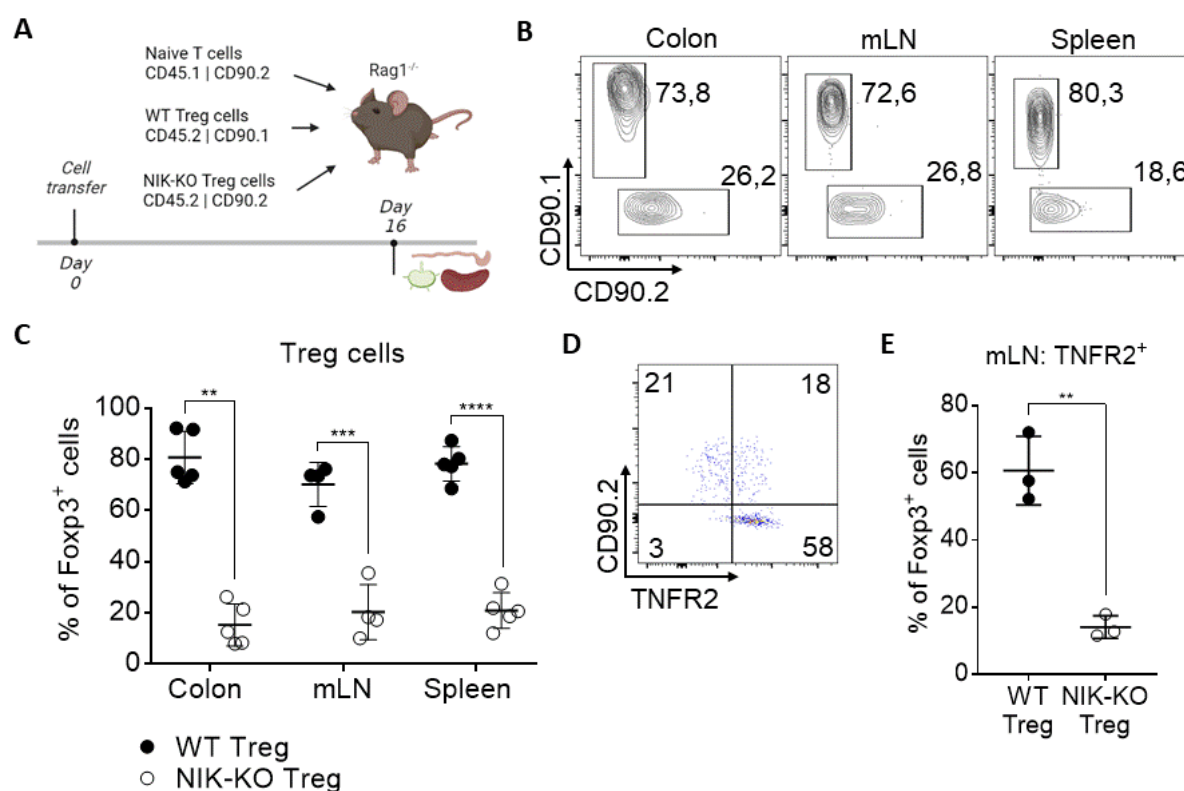 A
Naive T cells
CD45.1 | CD90.2
WT Treg cells
CD45.2 | CD90.1
NIK-KO Treg cells
CD45.2 | CD90.2
Rag1-/-
Cell
transfer
Day
0
Day
16
B
Colon
mLN
Spleen
73,8
72,6
80,3
26,2
26,8
18,6
CD90.1
CD90.2
C
Treg cells
% of Foxp3+ cells
100
80
60
40
20
0
**
***
****
Colon
mLN
Spleen
WT Treg
NIK-KO Treg
D
21
18
3
58
CD90.2
TNFR2
E
mLN: TNFR2+
% of Foxp3+ cells
80
60
40
20
0
**
WT
Treg
NIK-KO
Treg